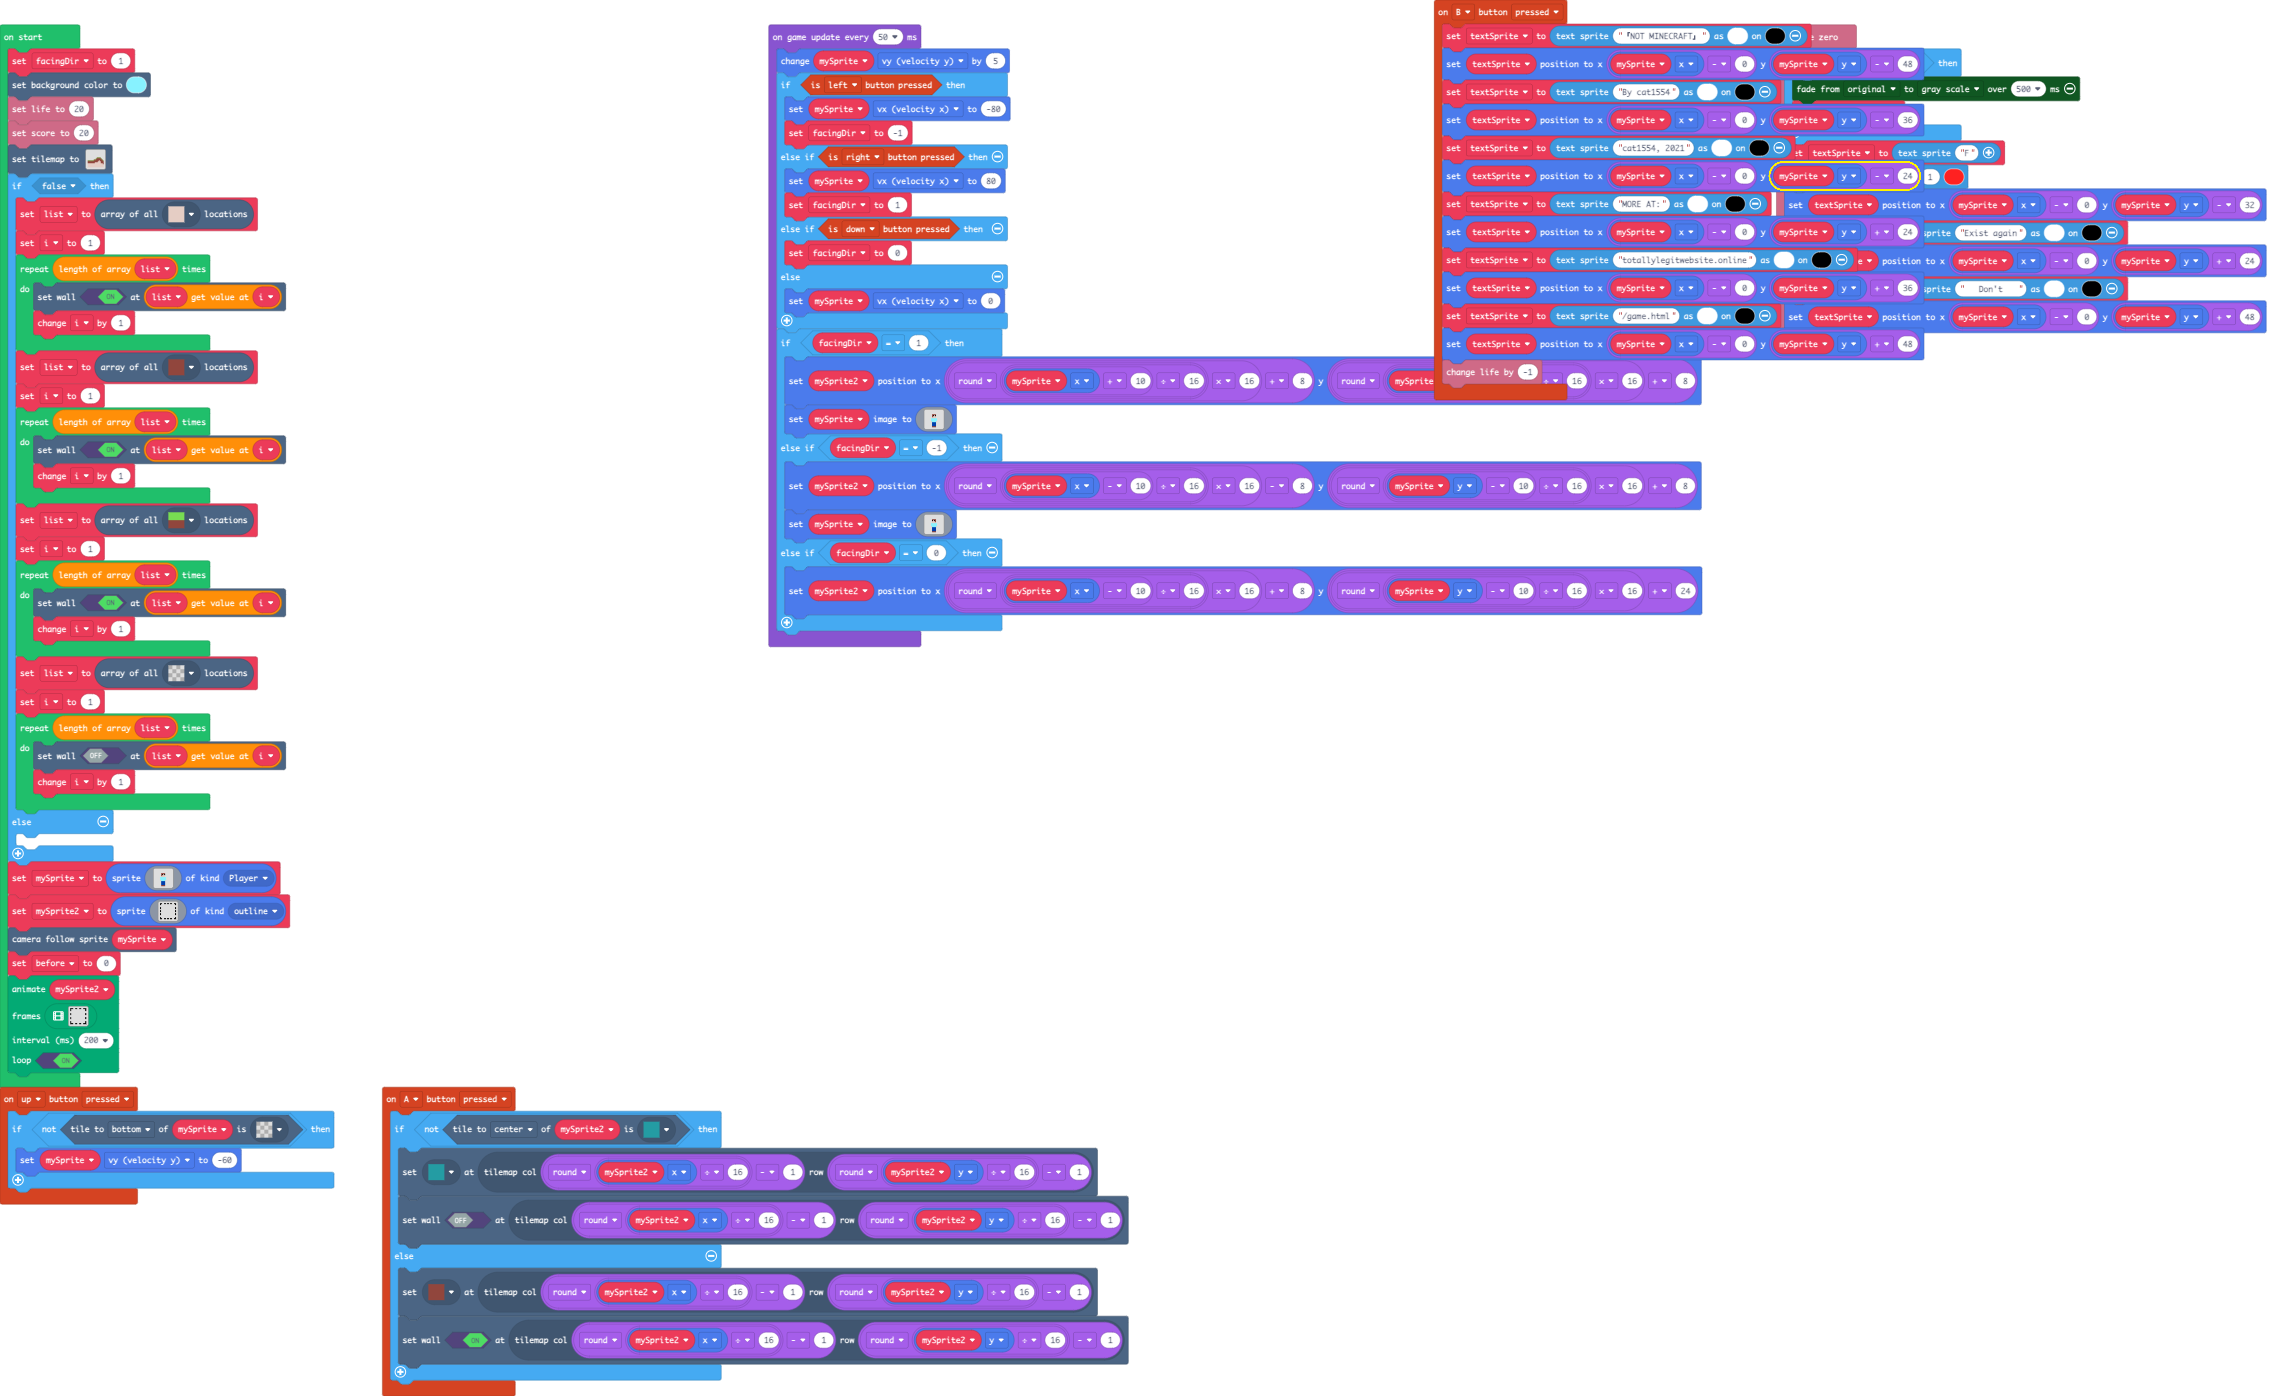 on start
set facingDir to 1
set background color to
set life to 20
set score to 20
set tilemap to
if false then
set list to array of all locations
set i to 1
repeat length of array list times
do set wall ON at list get value at i
change i by 1
set list to array of all locations
set i to 1
repeat length of array list times
do set wall ON at list get value at i
change i by 1
set list to array of all locations
set i to 1
repeat length of array list times
do set wall ON at list get value at i
change i by 1
set list to array of all locations
set i to 1
repeat length of array list times
do set wall OFF at list get value at i
change i by 1
else
set mySprite to sprite of kind Player
set mySprite2 to sprite of kind outline
camera follow sprite mySprite
set before to 0
animate mySprite2
frames
interval (ms) 200
loop ON
on up button pressed
if not tile to bottom of mySprite is then
set mySprite vy (velocity y) to -60
on A button pressed
if not tile to center of mySprite2 is then
set at tilemap col round mySprite2 x ÷ 16 - 1 row round mySprite2 y ÷ 16 - 1
set wall OFF at tilemap col round mySprite2 x ÷ 16 - 1 row round mySprite2 y ÷ 16 - 1
else
set at tilemap col round mySprite2 x ÷ 16 - 1 row round mySprite2 y ÷ 16 - 1
set wall ON at tilemap col round mySprite2 x ÷ 16 - 1 row round mySprite2 y ÷ 16 - 1
on game update every 50 ms
change mySprite vy (velocity y) by 5
if is left button pressed then
set mySprite vx (velocity x) to -80
set facingDir to -1
else if is right button pressed then
set mySprite vx (velocity x) to 80
set facingDir to 1
else if is down button pressed then
set facingDir to 0
else
set mySprite vx (velocity x) to 0
if facingDir = 1 then
set mySprite2 position to x round mySprite x + 10 ÷ 16 × 16 + 8 y round mySprite ÷ 16 × 16 + 8
set mySprite image to
else if facingDir = -1 then
set mySprite2 position to x round mySprite x - 10 ÷ 16 × 16 - 8 y round mySprite y - 10 ÷ 16 × 16 + 8
set mySprite image to
else if facingDir = 0 then
set mySprite2 position to x round mySprite x - 10 ÷ 16 × 16 + 8 y round mySprite y - 10 ÷ 16 × 16 + 24
on B button pressed
set textSprite to text sprite "『NOT MINECRAFT』" as on
set textSprite position to x mySprite x - 0 y mySprite y - 48
set textSprite to text sprite "By cat1554" as on
set textSprite position to x mySprite x - 0 y mySprite y - 36
set textSprite to text sprite "cat1554, 2021" as on
set textSprite position to x mySprite x - 0 y mySprite y - 24
set textSprite to text sprite "MORE AT:" as on
set textSprite position to x mySprite x - 0 y mySprite y + 24
set textSprite to text sprite "totallylegitwebsite.online" as on
set textSprite position to x mySprite x - 0 y mySprite y + 36
set textSprite to text sprite "/game.html" as on
set textSprite position to x mySprite x - 0 y mySprite y + 48
change life by -1
zero
then
fade from original to gray scale over 500 ms
textSprite to text sprite "F"
1
set textSprite position to x mySprite x - 0 y mySprite y - 32
"Exist again" as on
position to x mySprite x - 0 y mySprite y + 24
" Don't " as on
set textSprite position to x mySprite x - 0 y mySprite y + 48